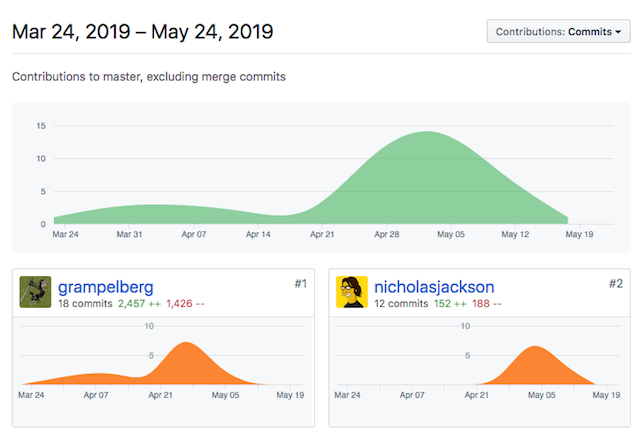 Mar 24, 2019 – May 24, 2019
Contributions: Commits
Contributions to master, excluding merge commits
15
10
5
0
Mar 24 Mar 31 Apr 07 Apr 14 Apr 21 Apr 28 May 05 May 12 May 19
grampelberg #1
18 commits 2,457 ++ 1,426 --
10
5
Mar 24 Apr 07 Apr 21 May 05 May 19
nicholasjackson #2
12 commits 152 ++ 188 --
10
5
Mar 24 Apr 07 Apr 21 May 05 May 19